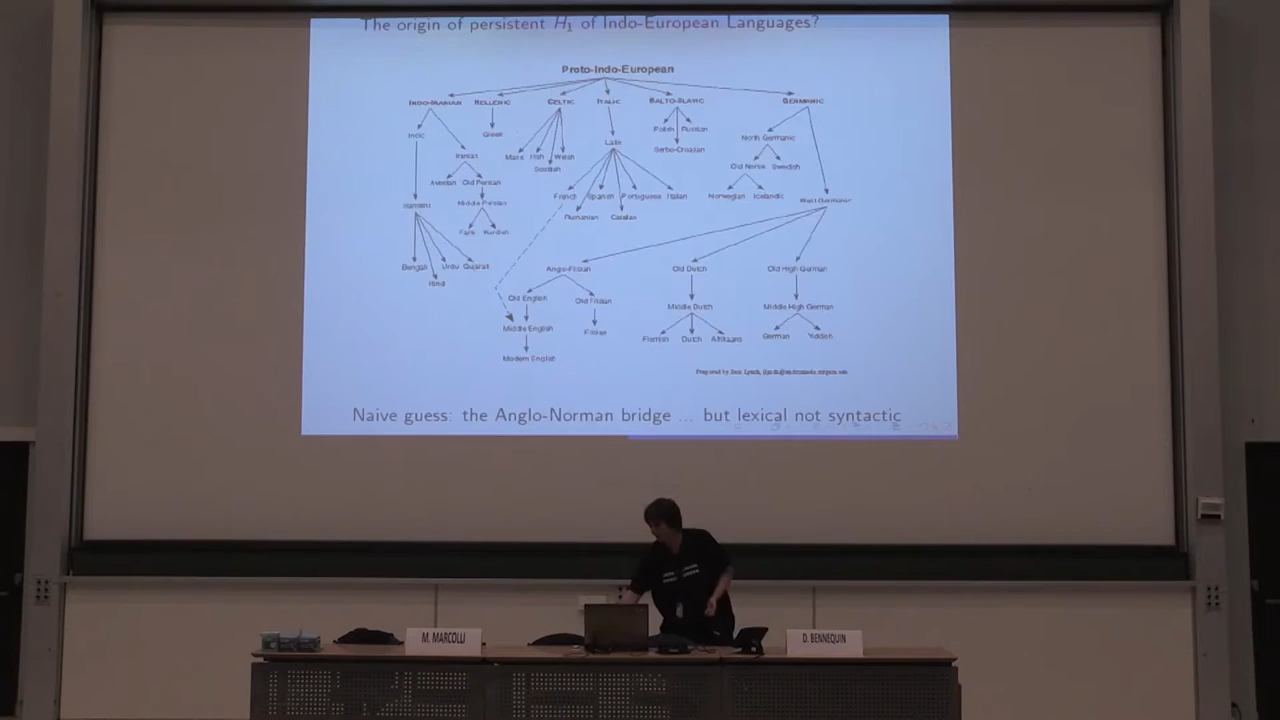 The origin of persistent H₁ of Indo-European Languages?
Proto-Indo-European
INDO-IRANIAN HELLENIC CELTIC ITALIC BALTO-SLAVIC GERMANIC
Indic Greek Polish Russian North Germanic
Iranian Manx Irish Welsh Latin Serbo-Croatian
Scottish Old Norse Swedish
Avestan Old Persian
Sanskrit Middle Persian French Spanish Portuguese Italian Norwegian Icelandic West Germanic
Rumanian Catalan
Farsi Kurdish
Bengali Urdu Gujarati Anglo-Frisian Old Dutch Old High German
Hindi
Old English Old Frisian Middle Dutch Middle High German
Middle English Frisian Flemish Dutch Afrikaans German Yiddish
Modern English
Naive guess: the Anglo-Norman bridge ... but lexical not syntactic
M. MARCOLLI D. BENNEQUIN